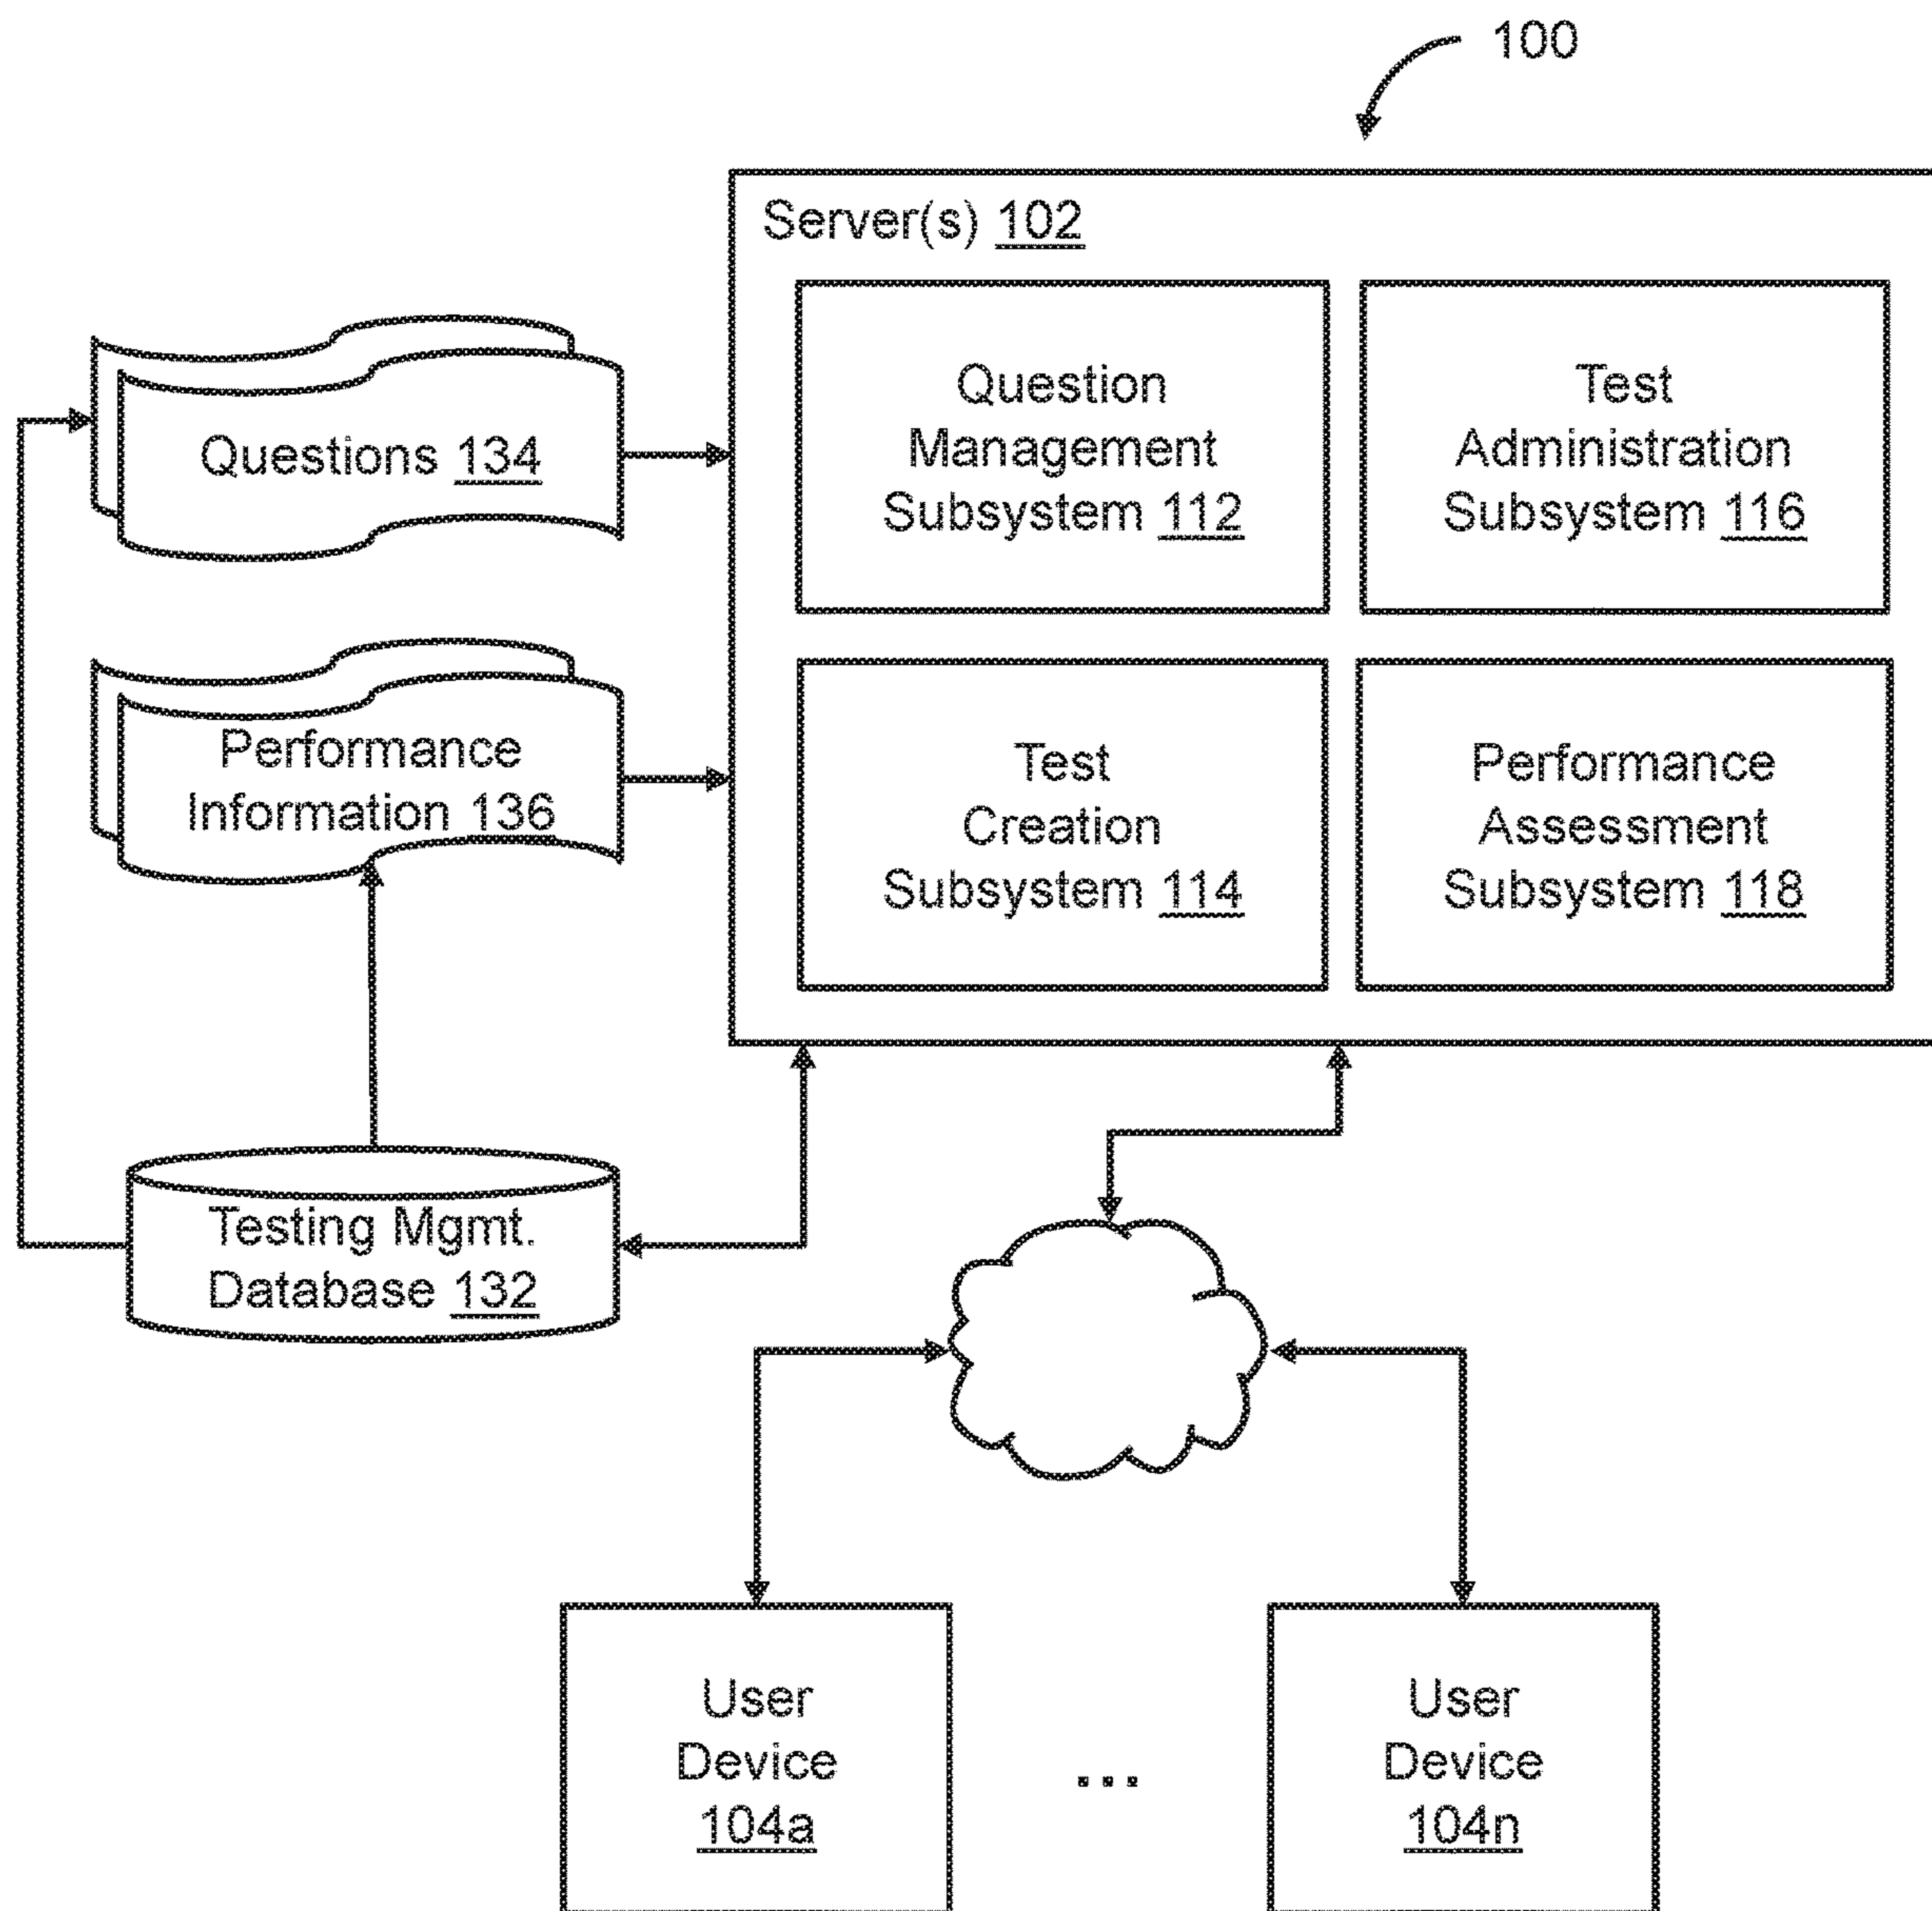 100
Server(s) 102
Question
Management
Subsystem 112
Test
Administration
Subsystem 116
Questions 134
Performance
Information 136
Test
Creation
Subsystem 114
Performance
Assessment
Subsystem 118
Testing Mgmt.
Database 132
User
Device
104a
...
User
Device
104n